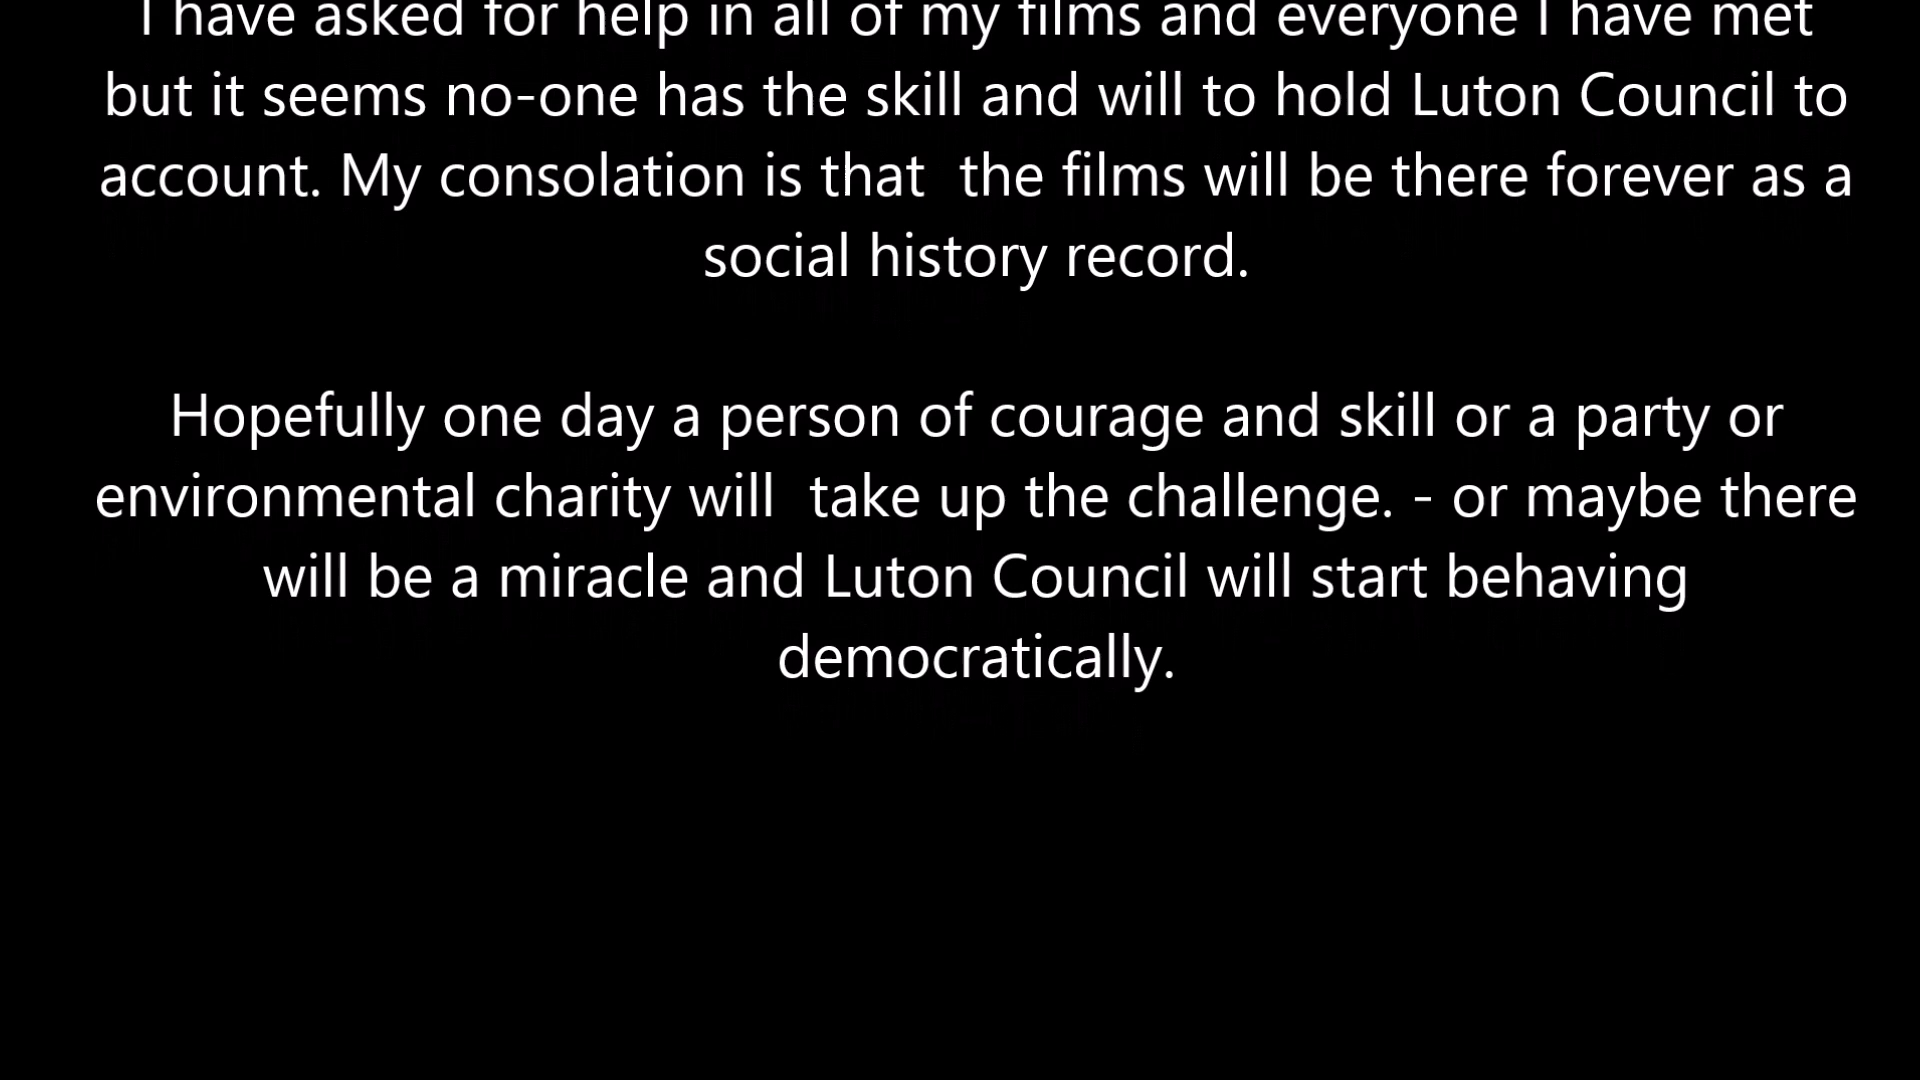 I have asked for help in all of my films and everyone I have met
but it seems no-one has the skill and will to hold Luton Council to
account. My consolation is that  the films will be there forever as a
social history record.
Hopefully one day a person of courage and skill or a party or
environmental charity will  take up the challenge. - or maybe there
will be a miracle and Luton Council will start behaving
democratically.